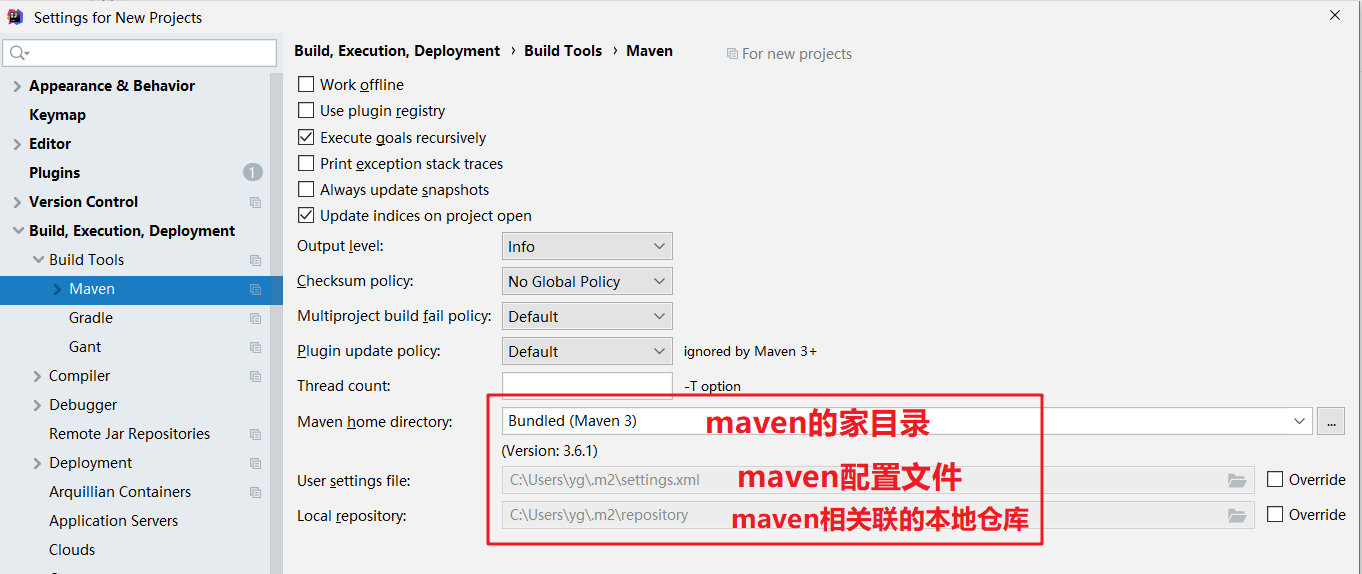 Settings for New Projects
Appearance & Behavior
Keymap
Editor
Plugins 1
Version Control
Build, Execution, Deployment
Build Tools
Maven
Gradle
Gant
Compiler
Debugger
Remote Jar Repositories
Deployment
Arquillian Containers
Application Servers
Clouds
Build, Execution, Deployment › Build Tools › Maven For new projects
Work offline
Use plugin registry
Execute goals recursively
Print exception stack traces
Always update snapshots
Update indices on project open
Output level: Info
Checksum policy: No Global Policy
Multiproject build fail policy: Default
Plugin update policy: Default ignored by Maven 3+
Thread count: -T option
Maven home directory: Bundled (Maven 3) maven的家目录 ...
(Version: 3.6.1)
User settings file: C:\Users\yg\.m2\settings.xml maven配置文件 Override
Local repository: C:\Users\yg\.m2\repository maven相关联的本地仓库 Override